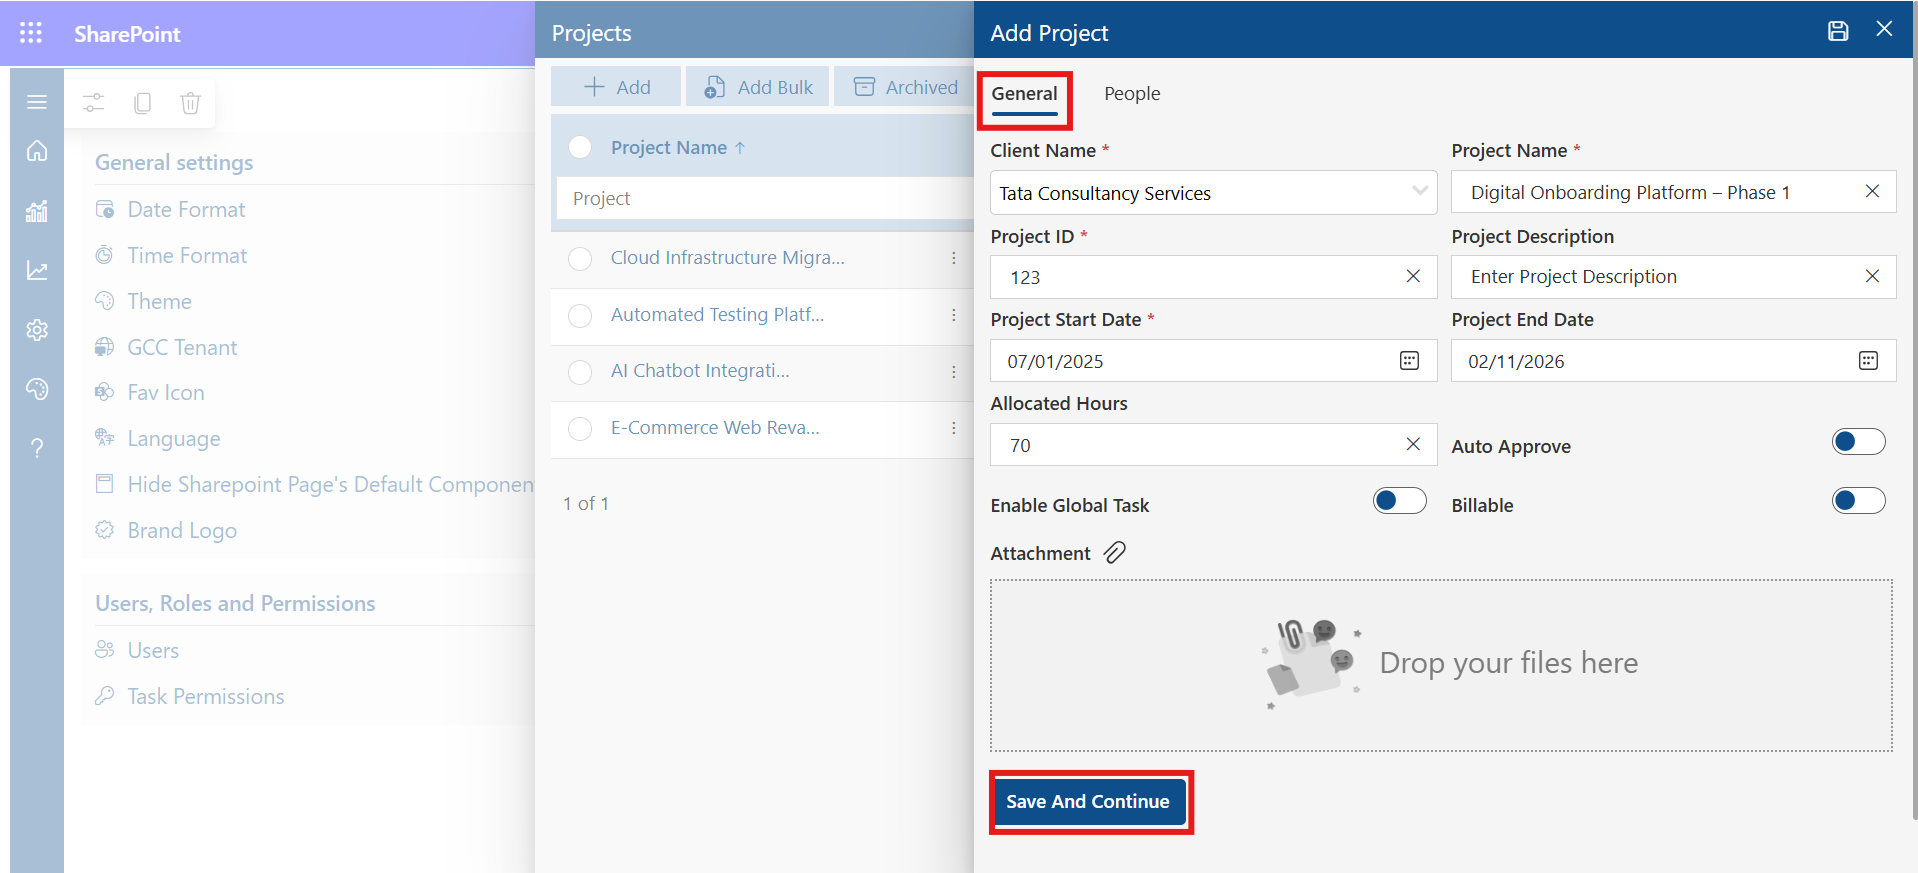 SharePoint
General settings
Date Format
Time Format
Theme
GCC Tenant
Fav Icon
Language
Hide Sharepoint Page's Default Componen
Brand Logo
Users, Roles and Permissions
Users
Task Permissions
Projects
Add
Add Bulk
Archived
Project Name ↑
Project
Cloud Infrastructure Migra...
Automated Testing Platf...
AI Chatbot Integrati...
E-Commerce Web Reva...
1 of 1
Add Project
General
People
Client Name *
Tata Consultancy Services
Project Name *
Digital Onboarding Platform – Phase 1
Project ID *
123
Project Description
Enter Project Description
Project Start Date *
07/01/2025
Project End Date
02/11/2026
Allocated Hours
70
Auto Approve
Enable Global Task
Billable
Attachment
Drop your files here
Save And Continue